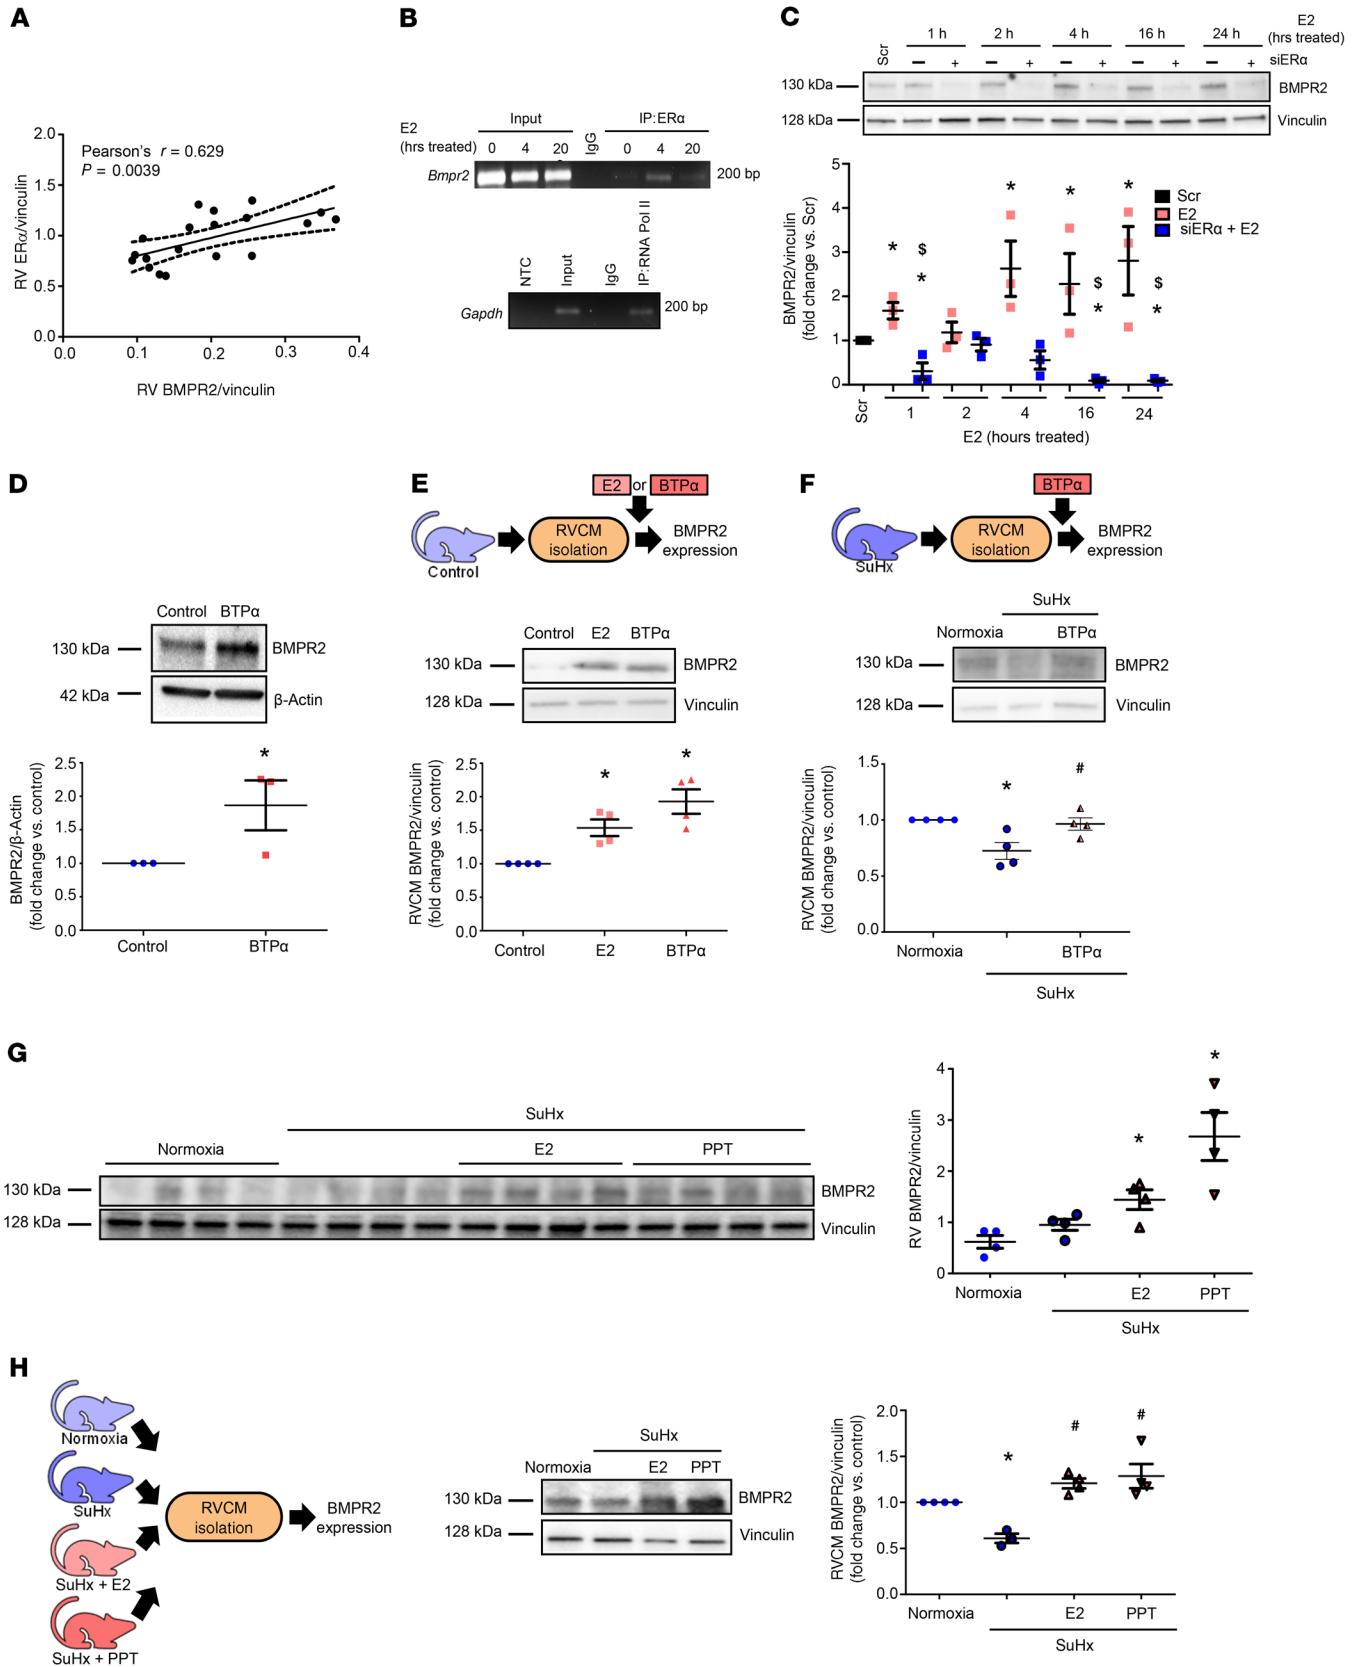 A
2.0
1.5
1.0
0.5
0.0
0.0
0.1
0.2
0.3
0.4
Pearson's r = 0.629
P = 0.0039
RV ERα/vinculin
RV BMPR2/vinculin
B
E2
(hrs treated)
Input
IgG
IP:ERα
0
4
20
0
4
20
Bmpr2
200 bp
NTC
Input
IgG
IP:RNA Pol II
Gapdh
200 bp
C
E2
(hrs treated)
Scr
1 h
2 h
4 h
16 h
24 h
siERα
– + – + – + – + – +
130 kDa
BMPR2
128 kDa
Vinculin
5
4
3
2
1
0
BMPR2/vinculin
(fold change vs. Scr)
* $ * * * $ * * $ *
Scr
E2
siERα + E2
Scr
1
2
4
16
24
E2 (hours treated)
D
Control BTPα
130 kDa
BMPR2
42 kDa
β-Actin
2.5
2.0
1.5
1.0
0.5
0.0
BMPR2/β-Actin
(fold change vs. control)
*
Control
BTPα
E
E2 or BTPα
Control
RVCM
isolation
BMPR2
expression
Control E2 BTPα
130 kDa
BMPR2
128 kDa
Vinculin
2.5
2.0
1.5
1.0
0.5
0.0
RVCM BMPR2/vinculin
(fold change vs. control)
*
*
Control
E2
BTPα
F
BTPα
SuHx
RVCM
isolation
BMPR2
expression
SuHx
Normoxia BTPα
130 kDa
BMPR2
128 kDa
Vinculin
1.5
1.0
0.5
0.0
RVCM BMPR2/vinculin
(fold change vs. control)
*
#
Normoxia
BTPα
SuHx
G
SuHx
Normoxia
E2
PPT
130 kDa
BMPR2
128 kDa
Vinculin
4
3
2
1
0
RV BMPR2/vinculin
*
*
Normoxia
E2
PPT
SuHx
H
Normoxia
SuHx
SuHx + E2
SuHx + PPT
RVCM
isolation
BMPR2
expression
SuHx
Normoxia E2 PPT
130 kDa
BMPR2
128 kDa
Vinculin
2.0
1.5
1.0
0.5
0.0
RVCM BMPR2/vinculin
(fold change vs. control)
*
#
#
Normoxia
E2
PPT
SuHx